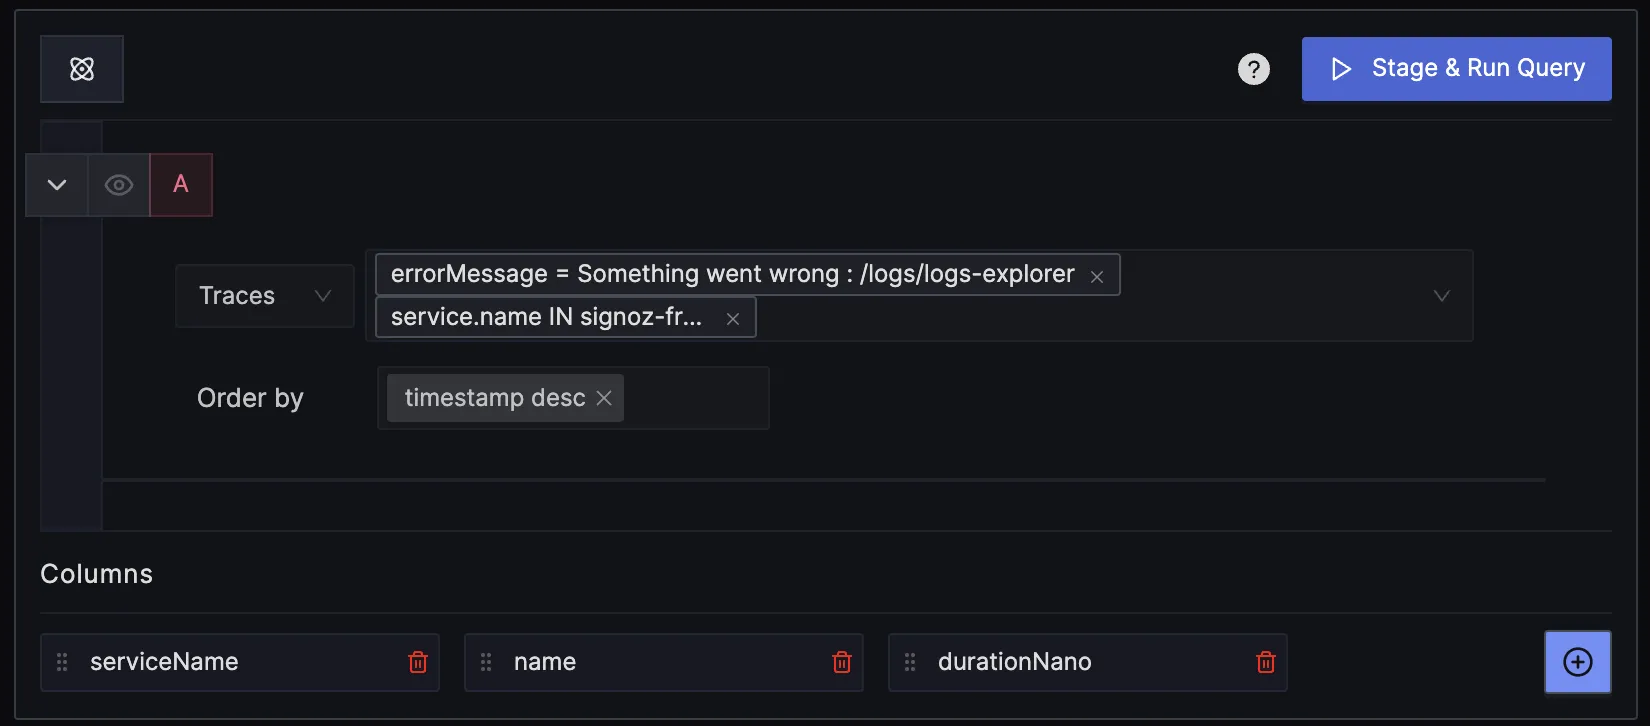 ?
Stage & Run Query
A
Traces
errorMessage = Something went wrong : /logs/logs-explorer
service.name IN signoz-fr...
Order by
timestamp desc
Columns
serviceName
name
durationNano